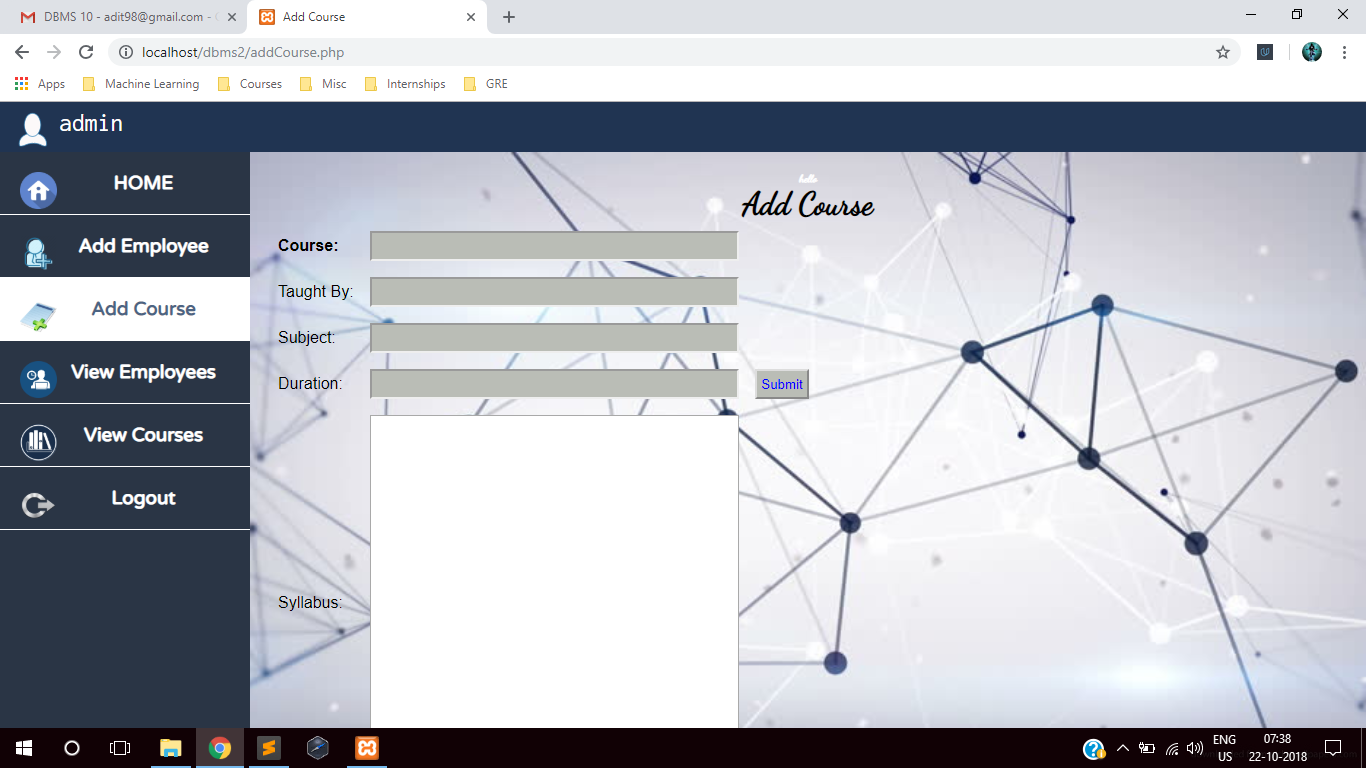 DBMS 10 - adit98@gmail.com -
Add Course
localhost/dbms2/addCourse.php
Apps Machine Learning Courses Misc Internships GRE
admin
HOME
Add Employee
Add Course
View Employees
View Courses
Logout
hello
Add Course
Course:
Taught By:
Subject:
Duration:
Submit
Syllabus:
ENG
US
07:38
22-10-2018